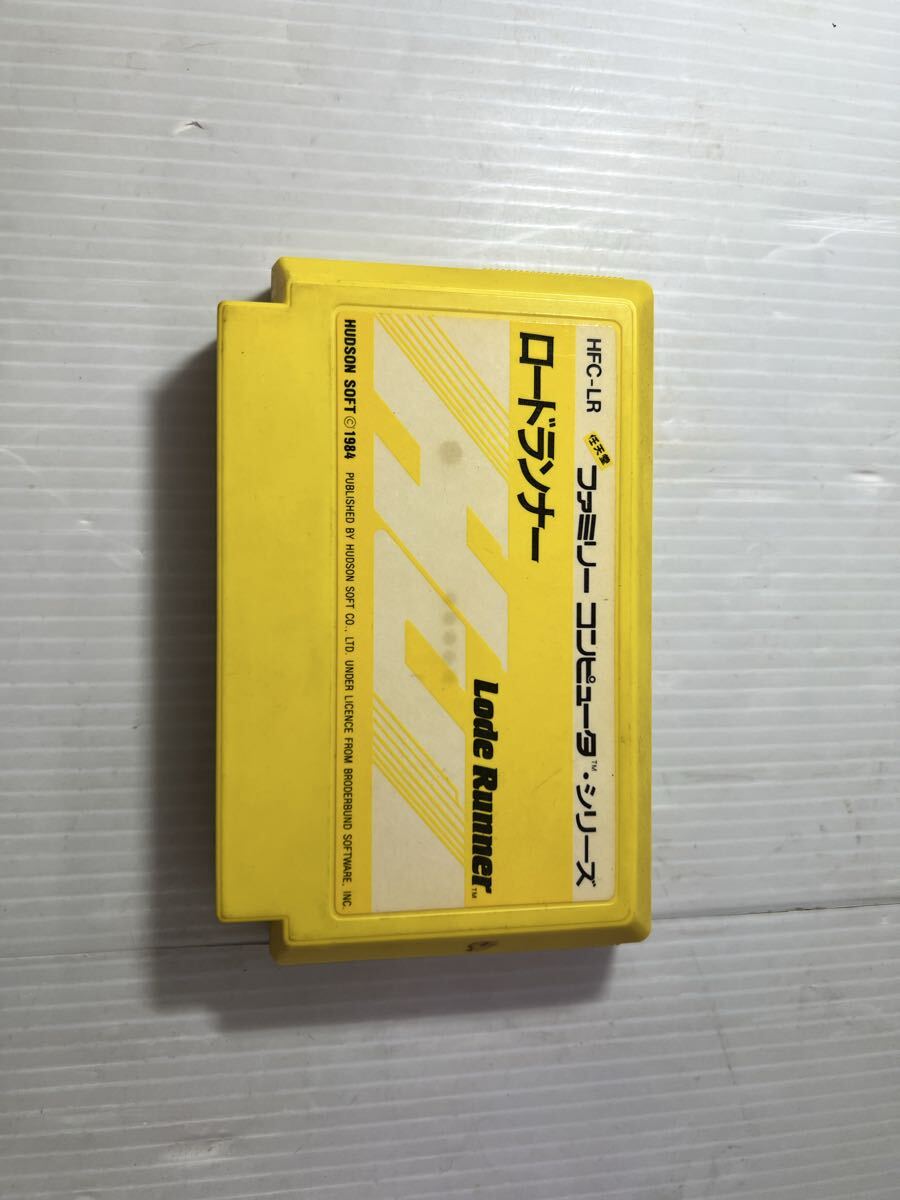 HFC-LR 任天堂 ファミリー コンピュータ™・シリーズ
ロードランナー
Lode Runner™
HUDSON SOFT © 1984 PUBLISHED BY HUDSON SOFT CO., LTD. UNDER LICENCE FROM BRODERBUND SOFTWARE, INC.